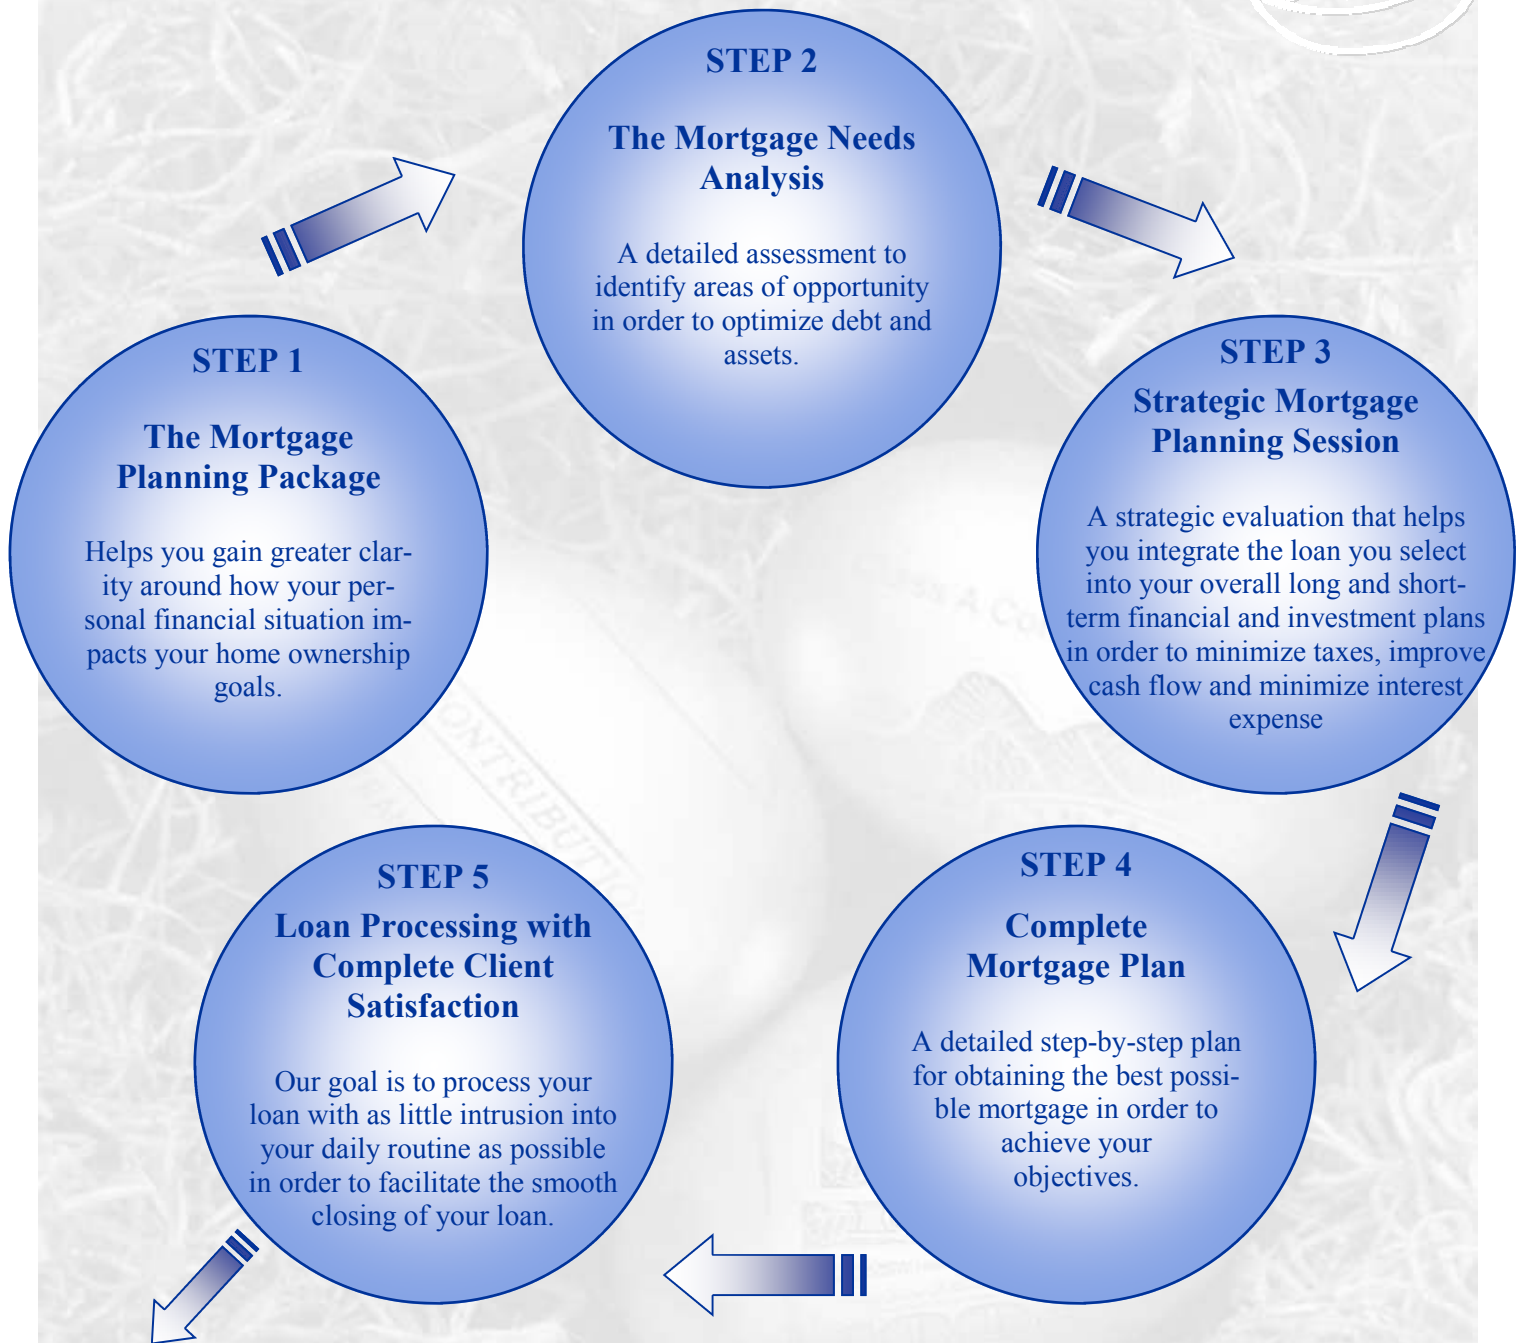 STEP 1
The Mortgage
Planning Package
Helps you gain greater clar-
ity around how your per-
sonal financial situation im-
pacts your home ownership
goals.
STEP 2
The Mortgage Needs
Analysis
A detailed assessment to
identify areas of opportunity
in order to optimize debt and
assets.
STEP 3
Strategic Mortgage
Planning Session
A strategic evaluation that helps
you integrate the loan you select
into your overall long and short-
term financial and investment plans
in order to minimize taxes, improve
cash flow and minimize interest
expense
STEP 4
Complete
Mortgage Plan
A detailed step-by-step plan
for obtaining the best possi-
ble mortgage in order to
achieve your
objectives.
STEP 5
Loan Processing with
Complete Client
Satisfaction
Our goal is to process your
loan with as little intrusion into
your daily routine as possible
in order to facilitate the smooth
closing of your loan.